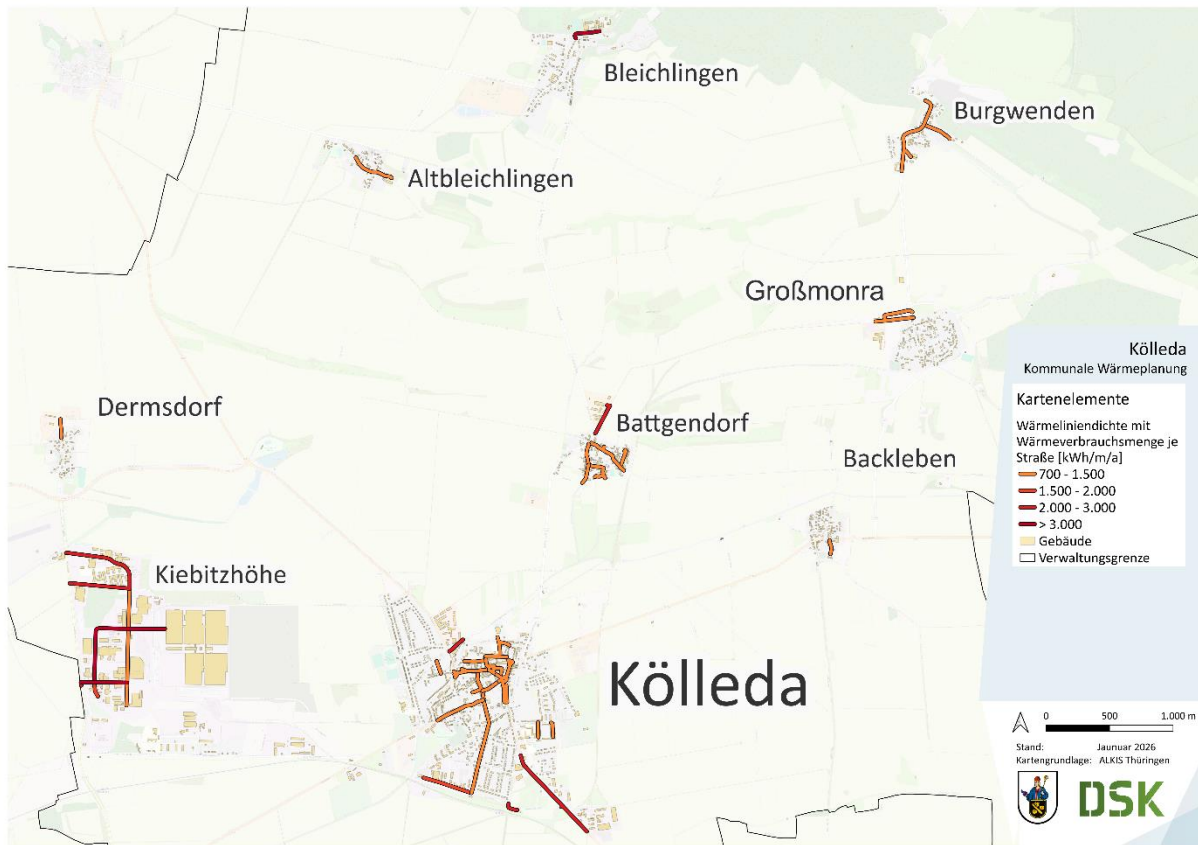 Bleichlingen
Burgwenden
Altbleichlingen
Großmonra
Kölleda
Kommunale Wärmeplanung
Kartenelemente
Wärmeliniendichte mit
Wärmeverbrauchsmenge je
Straße [kWh/m/a]
700 - 1.500
1.500 - 2.000
2.000 - 3.000
> 3.000
Gebäude
Verwaltungsgrenze
Dermsdorf
Battgendorf
Backleben
Kiebitzhöhe
Kölleda
0 500 1.000 m
Stand: Jaunuar 2026
Kartengrundlage: ALKIS Thüringen
DSK